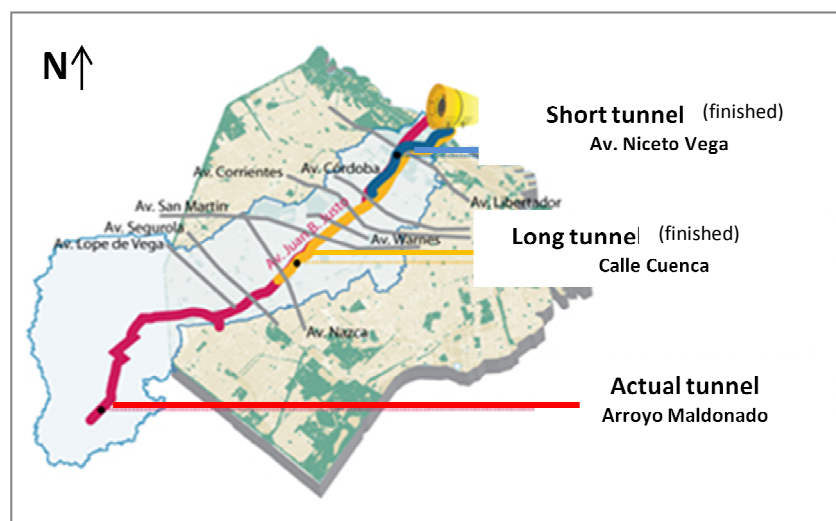 N
Short tunnel (finished)
Av. Niceto Vega
Av. Corrientes
Av. Córdoba
Av. Libertador
Av. San Martin
Av. Segurola
Av. Lope de Vega
Av. Juan B. Justo
Av. Warnes
Long tunnel (finished)
Calle Cuenca
Av. Nazca
Actual tunnel
Arroyo Maldonado